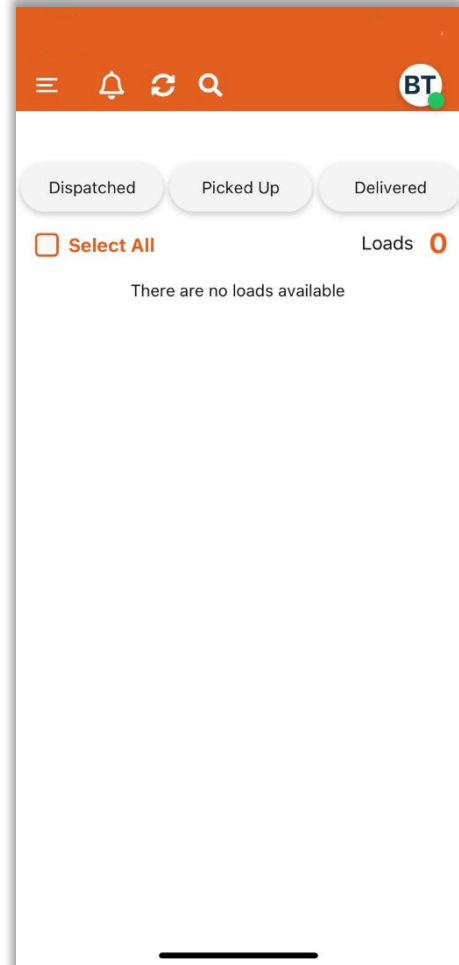 BT
Dispatched Picked Up Delivered
Select All Loads 0
There are no loads available